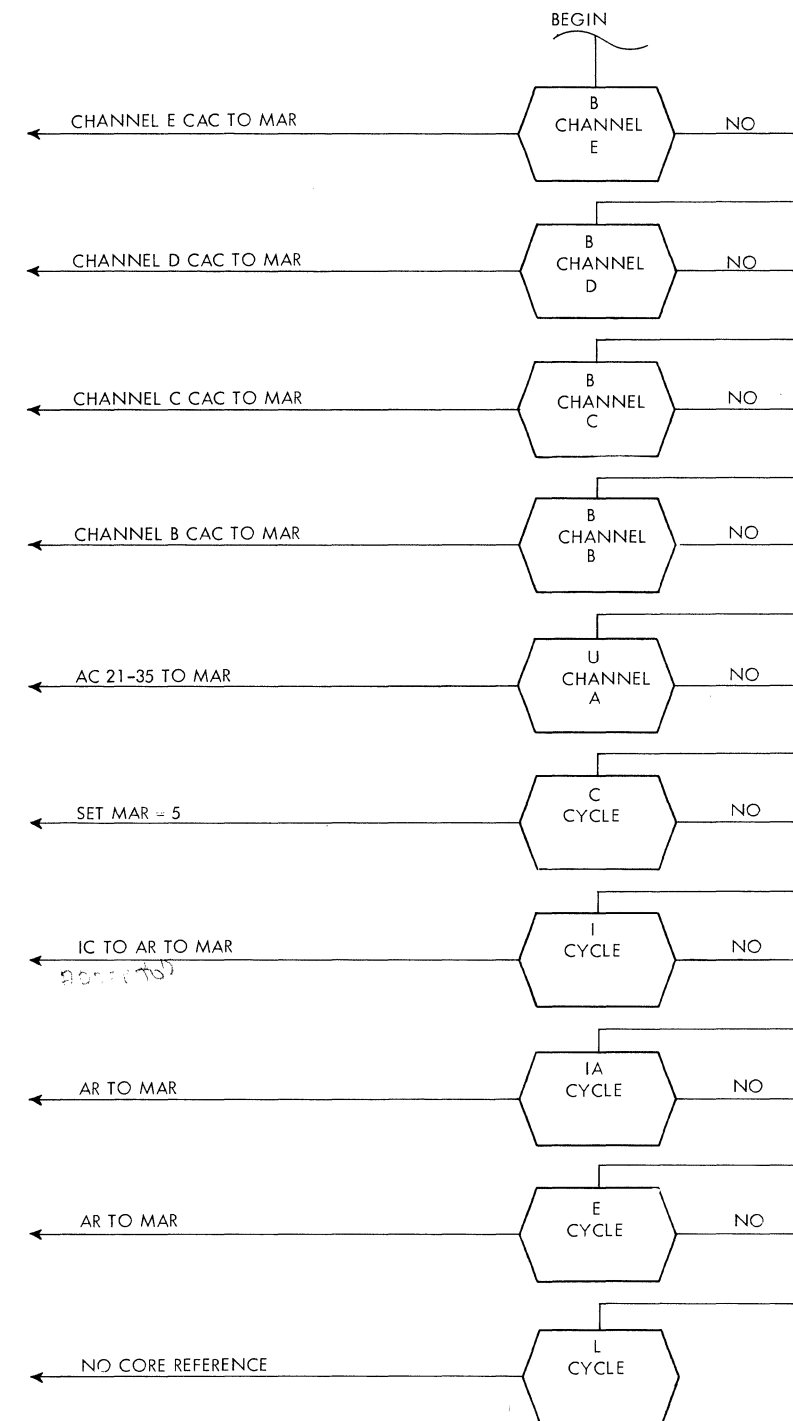 BEGIN
CHANNEL E CAC TO MAR
B
CHANNEL
E
NO
CHANNEL D CAC TO MAR
B
CHANNEL
D
NO
CHANNEL C CAC TO MAR
B
CHANNEL
C
NO
CHANNEL B CAC TO MAR
B
CHANNEL
B
NO
AC 21-35 TO MAR
U
CHANNEL
A
NO
SET MAR = 5
C
CYCLE
NO
IC TO AR TO MAR
I
CYCLE
NO
AR TO MAR
IA
CYCLE
NO
AR TO MAR
E
CYCLE
NO
NO CORE REFERENCE
L
CYCLE